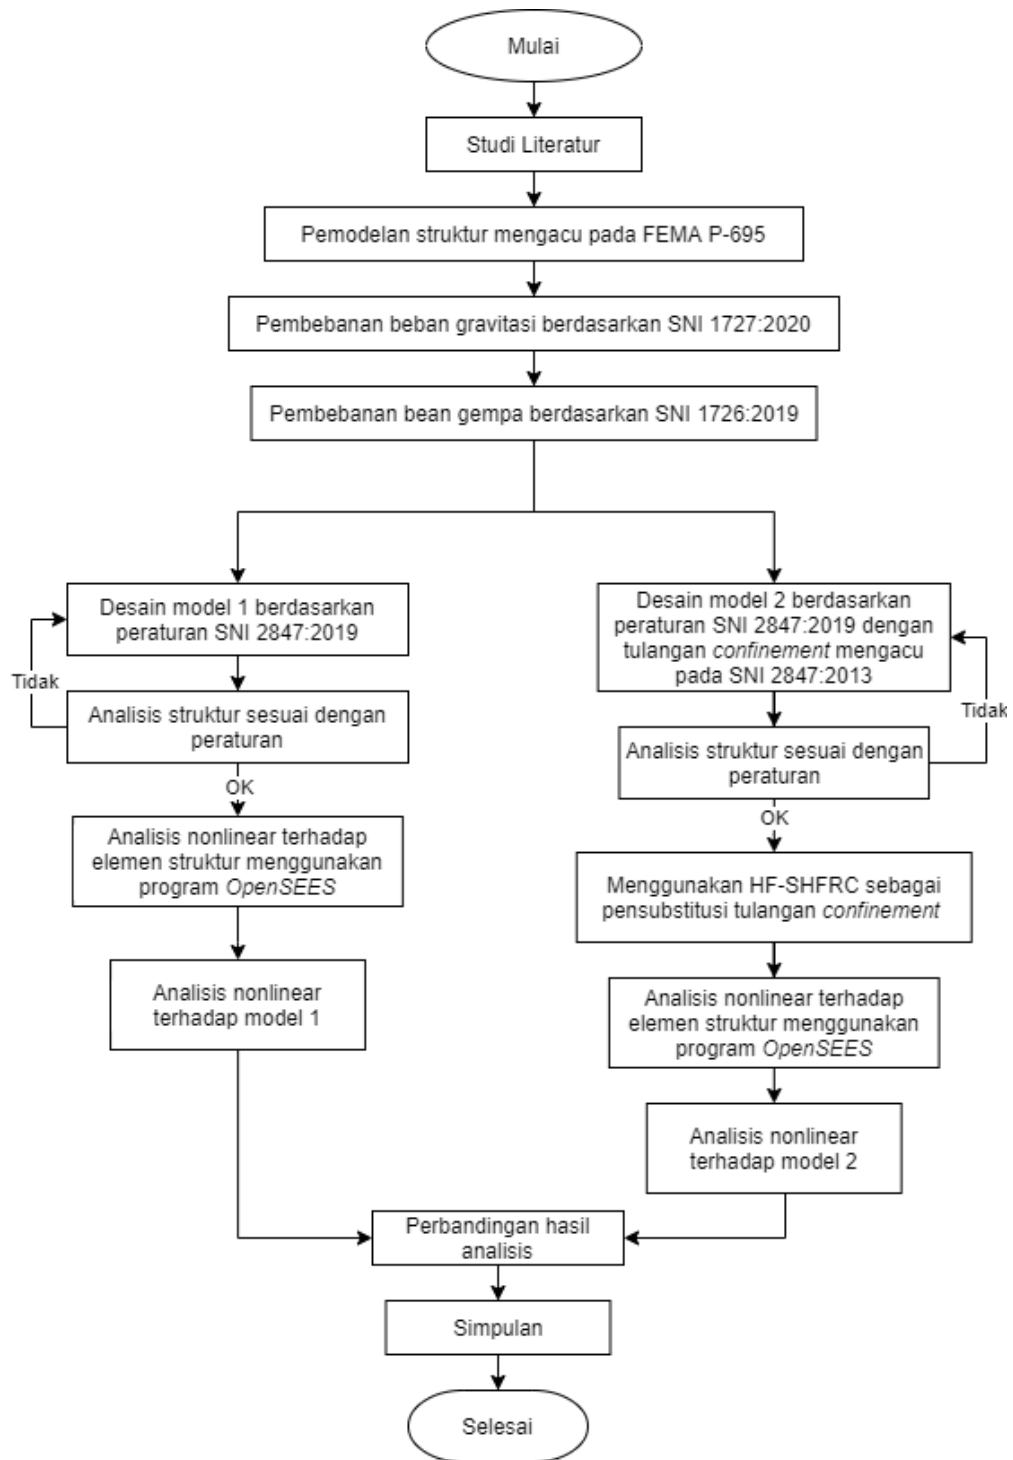 Mulai
Studi Literatur
Pemodelan struktur mengacu pada FEMA P-695
Pembebanan beban gravitasi berdasarkan SNI 1727:2020
Pembebanan bean gempa berdasarkan SNI 1726:2019
Desain model 1 berdasarkan
peraturan SNI 2847:2019
Tidak
Analisis struktur sesuai dengan
peraturan
OK
Analisis nonlinear terhadap
elemen struktur menggunakan
program OpenSEES
Analisis nonlinear
terhadap model 1
Desain model 2 berdasarkan
peraturan SNI 2847:2019 dengan
tulangan confinement mengacu
pada SNI 2847:2013
Tidak
Analisis struktur sesuai dengan
peraturan
OK
Menggunakan HF-SHFRC sebagai
pensubstitusi tulangan confinement
Analisis nonlinear terhadap
elemen struktur menggunakan
program OpenSEES
Analisis nonlinear
terhadap model 2
Perbandingan hasil
analisis
Simpulan
Selesai